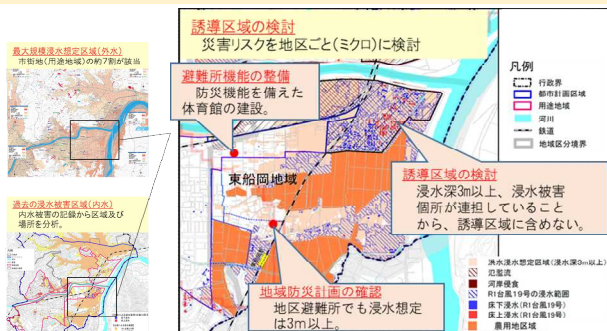 最大規模浸水想定区域(外水)
市街地(用途地域)の約7割が該当
過去の浸水被害区域(内水)
内水被害の記録から区域及び
場所を分析。
誘導区域の検討
災害リスクを地区ごと(ミクロ)に検討
避難所機能の整備
防災機能を備えた
体育館の建設。
東船岡地域
誘導区域の検討
浸水深3m以上、浸水被害
個所が連担していること
から、誘導区域に含めない。
地域防災計画の確認
地区避難所でも浸水想定
は3m以上。
凡例
行政界
都市計画区域
用途地域
河川
鉄道
地域区分境界
洪水浸水想定区域(浸水深3m以上)
氾濫流
河岸侵食
R1台風19号の浸水範囲
床下浸水(R1台風19号)
床上浸水(R1台風19号)
農用地区域